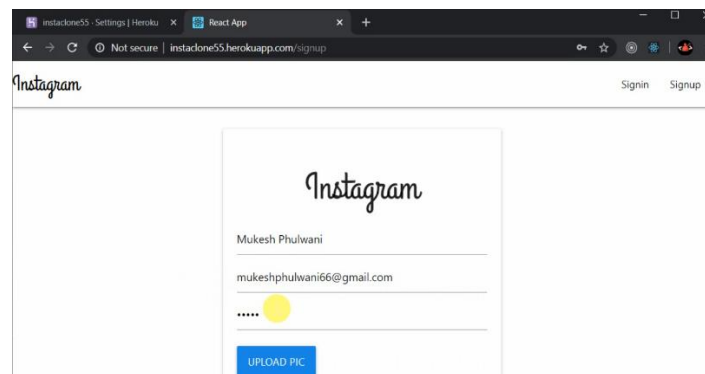 instaclone55 - Settings | Heroku
React App
Not secure | instaclone55.herokuapp.com/signup
Instagram
Signin Signup
Instagram
Mukesh Phulwani
mukeshphulwani66@gmail.com
•••••
UPLOAD PIC